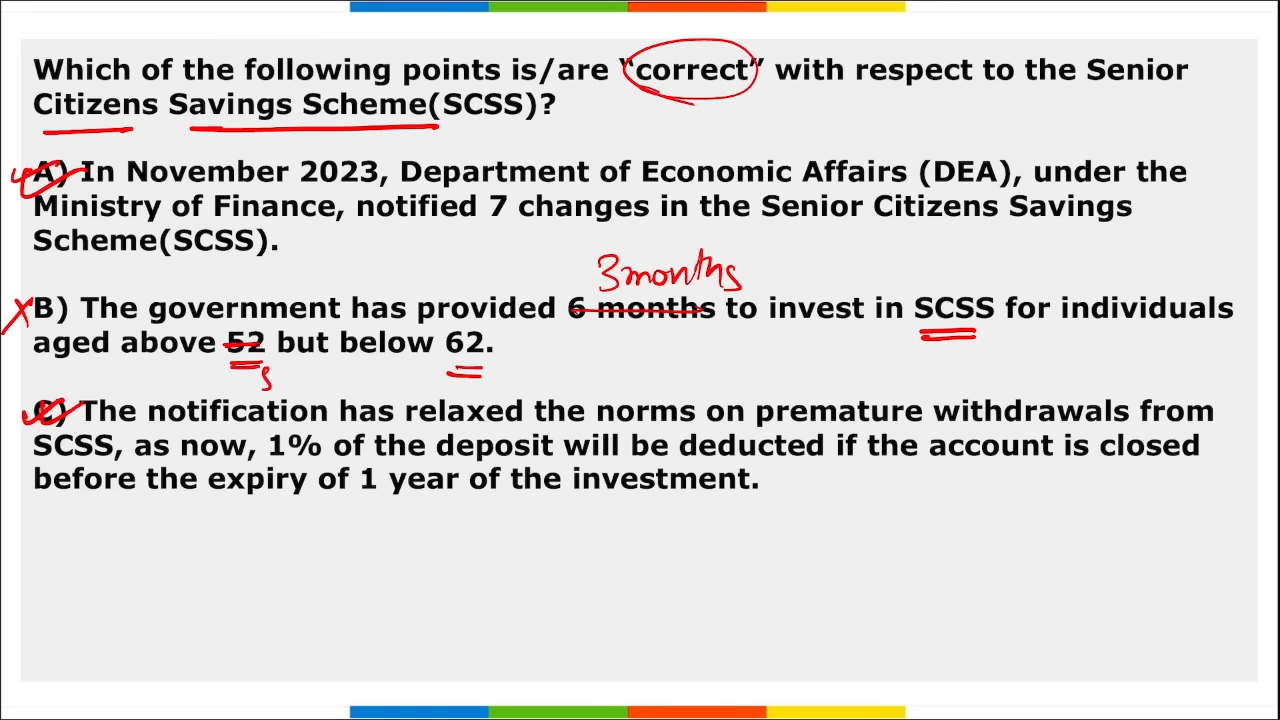 Which of the following points is/are “correct” with respect to the Senior
Citizens Savings Scheme(SCSS)?
A) In November 2023, Department of Economic Affairs (DEA), under the
Ministry of Finance, notified 7 changes in the Senior Citizens Savings
Scheme(SCSS).
3months
B) The government has provided 6 months to invest in SCSS for individuals
aged above 52 but below 62.
C) The notification has relaxed the norms on premature withdrawals from
SCSS, as now, 1% of the deposit will be deducted if the account is closed
before the expiry of 1 year of the investment.